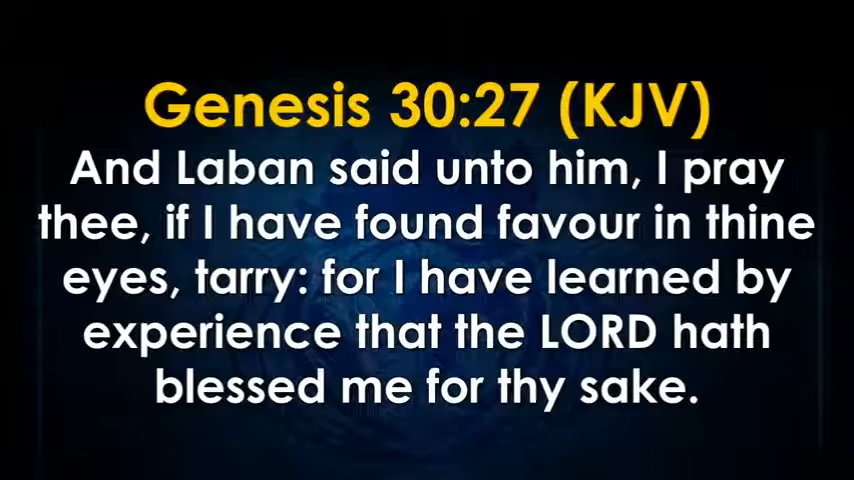 Genesis 30:27 (KJV)
And Laban said unto him, I pray
thee, if I have found favour in thine
eyes, tarry: for I have learned by
experience that the LORD hath
blessed me for thy sake.